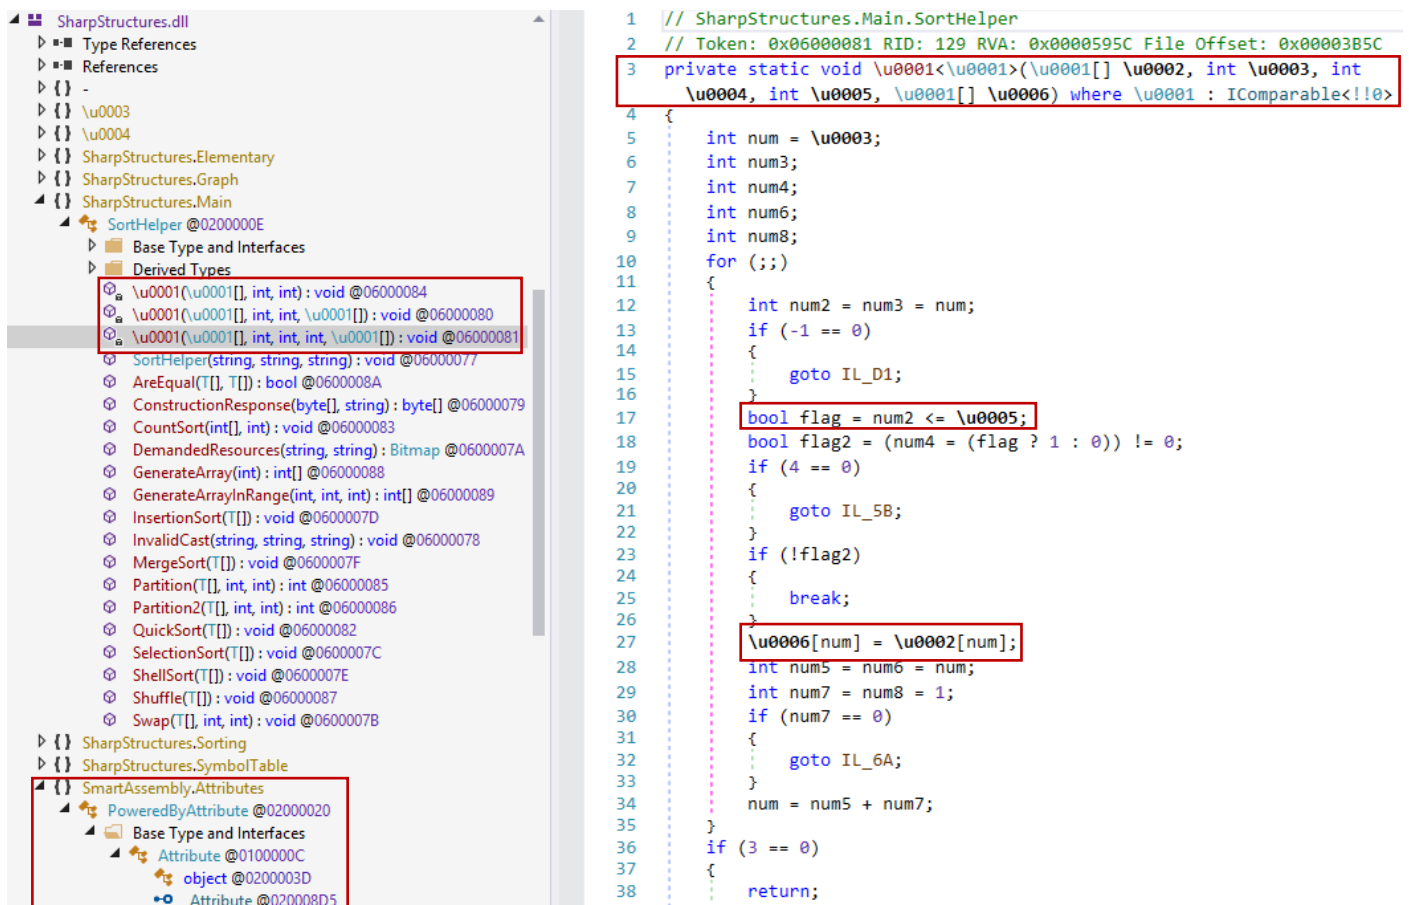 SharpStructures.dll
Type References
References
{ } -
{ } \u0003
{ } \u0004
{ } SharpStructures.Elementary
{ } SharpStructures.Graph
{ } SharpStructures.Main
SortHelper @0200000E
Base Type and Interfaces
Derived Types
\u0001(\u0001[], int, int) : void @06000084
\u0001(\u0001[], int, int, \u0001[]) : void @06000080
\u0001(\u0001[], int, int, int, \u0001[]) : void @06000081
SortHelper(string, string, string) : void @06000077
AreEqual(T[], T[]) : bool @0600008A
ConstructionResponse(byte[], string) : byte[] @06000079
CountSort(int[], int) : void @06000083
DemandedResources(string, string) : Bitmap @0600007A
GenerateArray(int) : int[] @06000088
GenerateArrayInRange(int, int, int) : int[] @06000089
InsertionSort(T[]) : void @0600007D
InvalidCast(string, string, string) : void @06000078
MergeSort(T[]) : void @0600007F
Partition(T[], int, int) : int @06000085
Partition2(T[], int, int) : int @06000086
QuickSort(T[]) : void @06000082
SelectionSort(T[]) : void @0600007C
ShellSort(T[]) : void @0600007E
Shuffle(T[]) : void @06000087
Swap(T[], int, int) : void @0600007B
{ } SharpStructures.Sorting
{ } SharpStructures.SymbolTable
{ } SmartAssembly.Attributes
PoweredByAttribute @02000020
Base Type and Interfaces
Attribute @0100000C
object @0200003D
Attribute @020008D5
1 // SharpStructures.Main.SortHelper
2 // Token: 0x06000081 RID: 129 RVA: 0x0000595C File Offset: 0x00003B5C
3 private static void \u0001<\u0001>(\u0001[] \u0002, int \u0003, int
\u0004, int \u0005, \u0001[] \u0006) where \u0001 : IComparable<!!0>
4 {
5 int num = \u0003;
6 int num3;
7 int num4;
8 int num6;
9 int num8;
10 for (;;)
11 {
12 int num2 = num3 = num;
13 if (-1 == 0)
14 {
15 goto IL_D1;
16 }
17 bool flag = num2 <= \u0005;
18 bool flag2 = (num4 = (flag ? 1 : 0)) != 0;
19 if (4 == 0)
20 {
21 goto IL_5B;
22 }
23 if (!flag2)
24 {
25 break;
26 }
27 \u0006[num] = \u0002[num];
28 int num5 = num6 = num;
29 int num7 = num8 = 1;
30 if (num7 == 0)
31 {
32 goto IL_6A;
33 }
34 num = num5 + num7;
35 }
36 if (3 == 0)
37 {
38 return;